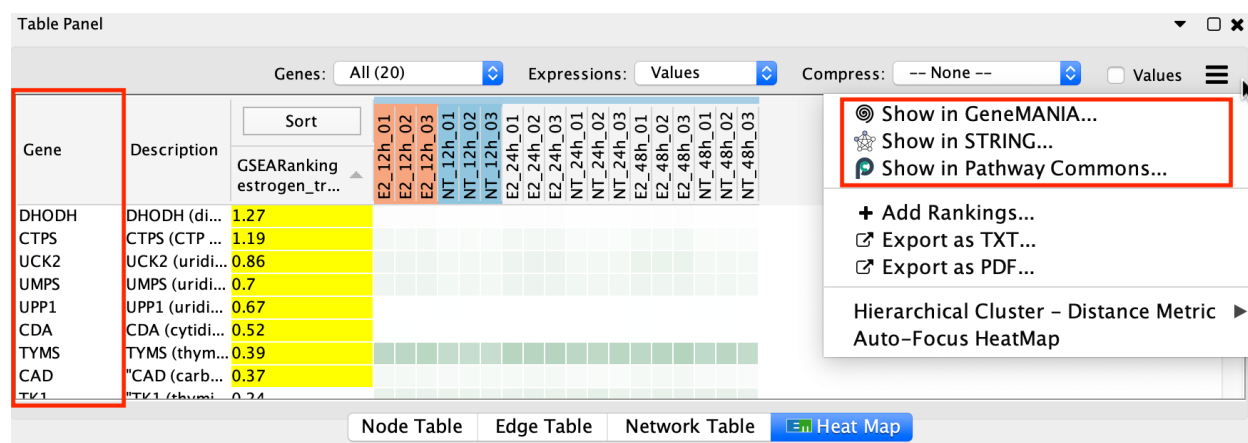 Table Panel
Genes: All (20) Expressions: Values Compress: -- None -- Values
Gene Description Sort
GSEARanking
estrogen_tr...
E2_12h_01
E2_12h_02
E2_12h_03
NT_12h_01
NT_12h_02
NT_12h_03
E2_24h_01
E2_24h_02
E2_24h_03
NT_24h_01
NT_24h_02
NT_24h_03
E2_48h_01
E2_48h_02
E2_48h_03
NT_48h_01
NT_48h_02
NT_48h_03
DHODH DHODH (di... 1.27
CTPS CTPS (CTP ... 1.19
UCK2 UCK2 (uridi... 0.86
UMPS UMPS (uridi... 0.7
UPP1 UPP1 (uridi... 0.67
CDA CDA (cytidi... 0.52
TYMS TYMS (thym... 0.39
CAD "CAD (carb... 0.37
TK1 "TK1 (thymi... 0.24
Show in GeneMANIA...
Show in STRING...
Show in Pathway Commons...
+ Add Rankings...
Export as TXT...
Export as PDF...
Hierarchical Cluster – Distance Metric
Auto-Focus HeatMap
Node Table Edge Table Network Table Heat Map